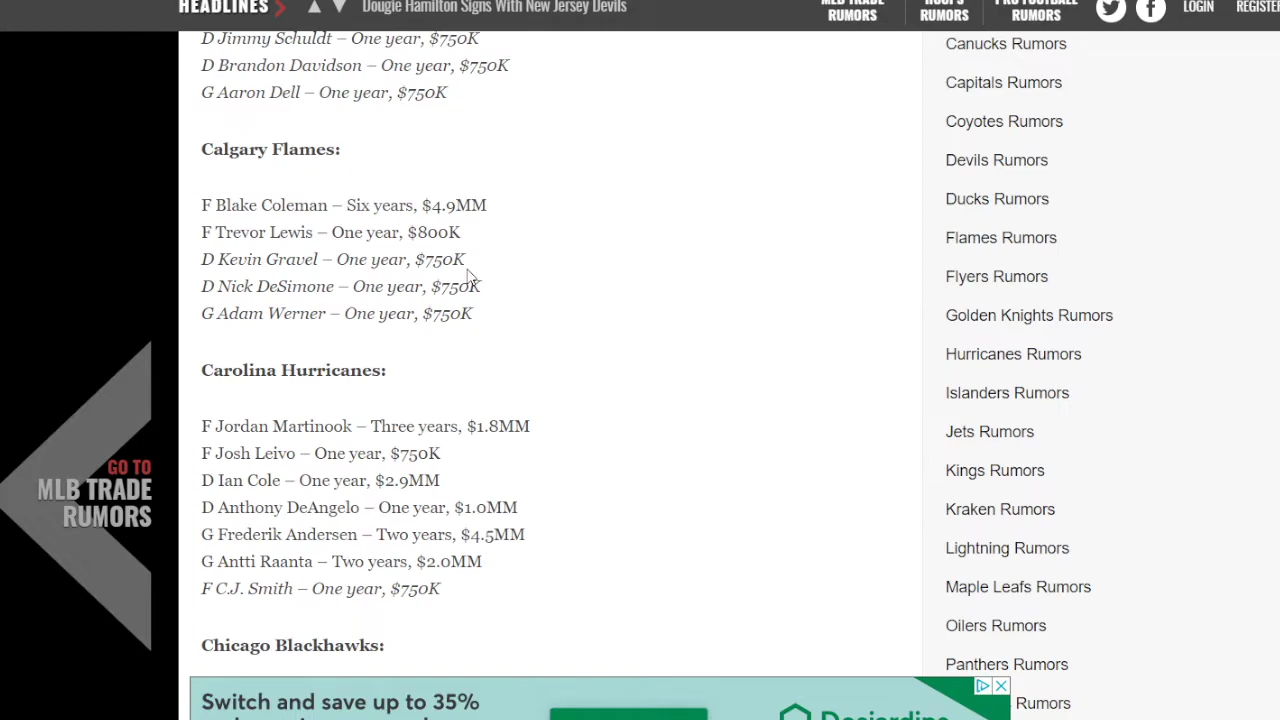 HEADLINES
Dougie Hamilton Signs With New Jersey Devils
MLB TRADE
RUMORS
HOOPS
RUMORS
PRO FOOTBALL
RUMORS
LOGIN
REGISTER
D Jimmy Schuldt – One year, $750K
D Brandon Davidson – One year, $750K
G Aaron Dell – One year, $750K
Calgary Flames:
F Blake Coleman – Six years, $4.9MM
F Trevor Lewis – One year, $800K
D Kevin Gravel – One year, $750K
D Nick DeSimone – One year, $750K
G Adam Werner – One year, $750K
Carolina Hurricanes:
F Jordan Martinook – Three years, $1.8MM
F Josh Leivo – One year, $750K
D Ian Cole – One year, $2.9MM
D Anthony DeAngelo – One year, $1.0MM
G Frederik Andersen – Two years, $4.5MM
G Antti Raanta – Two years, $2.0MM
F C.J. Smith – One year, $750K
Chicago Blackhawks:
GO TO
MLB TRADE
RUMORS
Switch and save up to 35%
Desjardins
Canucks Rumors
Capitals Rumors
Coyotes Rumors
Devils Rumors
Ducks Rumors
Flames Rumors
Flyers Rumors
Golden Knights Rumors
Hurricanes Rumors
Islanders Rumors
Jets Rumors
Kings Rumors
Kraken Rumors
Lightning Rumors
Maple Leafs Rumors
Oilers Rumors
Panthers Rumors
Rumors